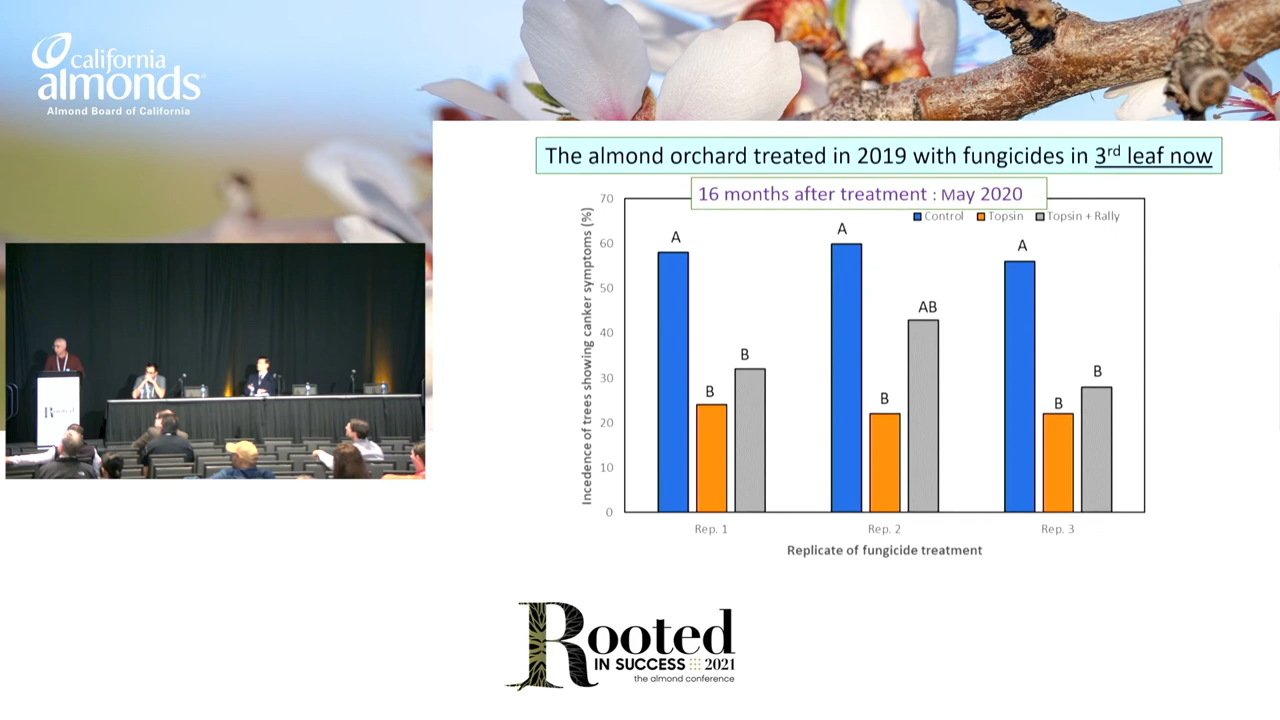 california
almonds
Almond Board of California
The almond orchard treated in 2019 with fungicides in 3rd leaf now
16 months after treatment : May 2020
Control Topsin Topsin + Rally
Incedence of trees showing canker symptoms (%)
70
60
50
40
30
20
10
0
A
B
B
A
B
AB
A
B
B
Rep. 1 Rep. 2 Rep. 3
Replicate of fungicide treatment
Rooted
Rooted
IN SUCCESS 2021
the almond conference